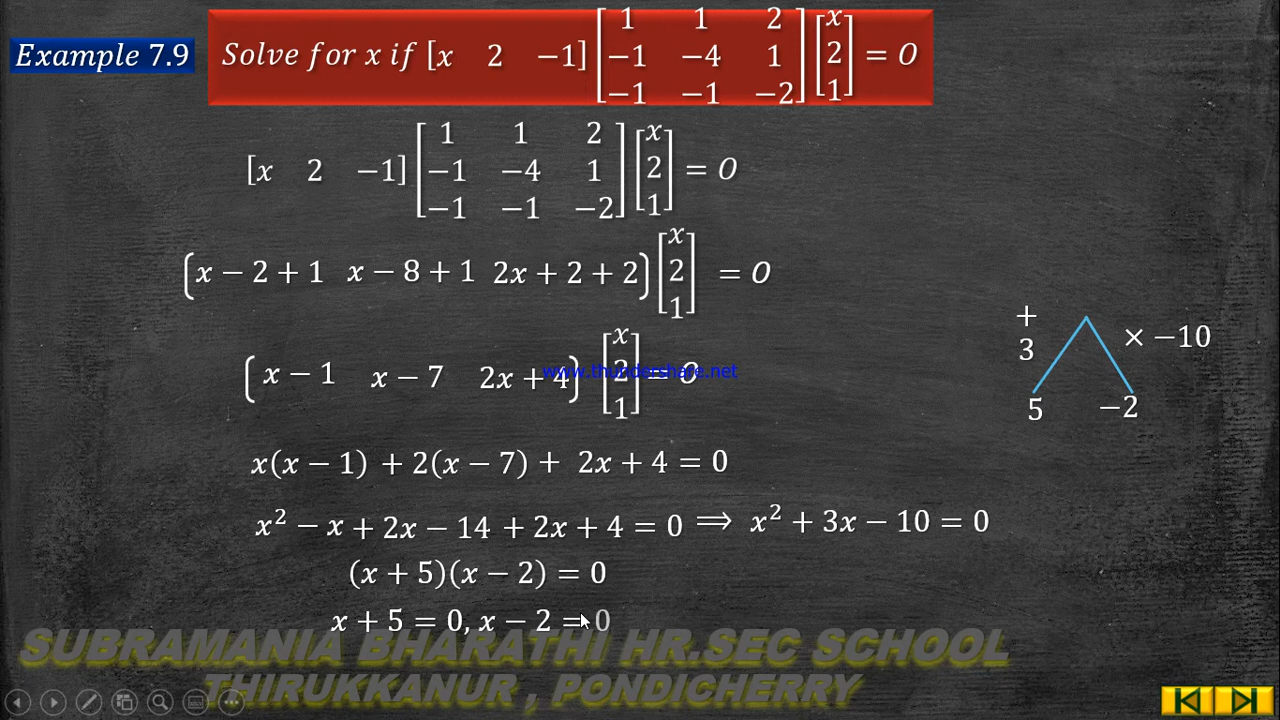 Example 7.9
Solve for x if [x 2 −1] [1 1 2; −1 −4 1; −1 −1 −2] [x; 2; 1] = O
[x 2 −1] [1 1 2; −1 −4 1; −1 −1 −2] [x; 2; 1] = O
(x − 2 + 1 x − 8 + 1 2x + 2 + 2) [x; 2; 1] = O
(x − 1 x − 7 2x + 4) [x; 2; 1] = O
www.thundershare.net
+
3
× −10
5 −2
x(x − 1) + 2(x − 7) + 2x + 4 = 0
x² − x + 2x − 14 + 2x + 4 = 0 ⟹ x² + 3x − 10 = 0
(x + 5)(x − 2) = 0
x + 5 = 0, x − 2 = 0
SUBRAMANIA BHARATHI HR.SEC SCHOOL
THIRUKKANUR , PONDICHERRY